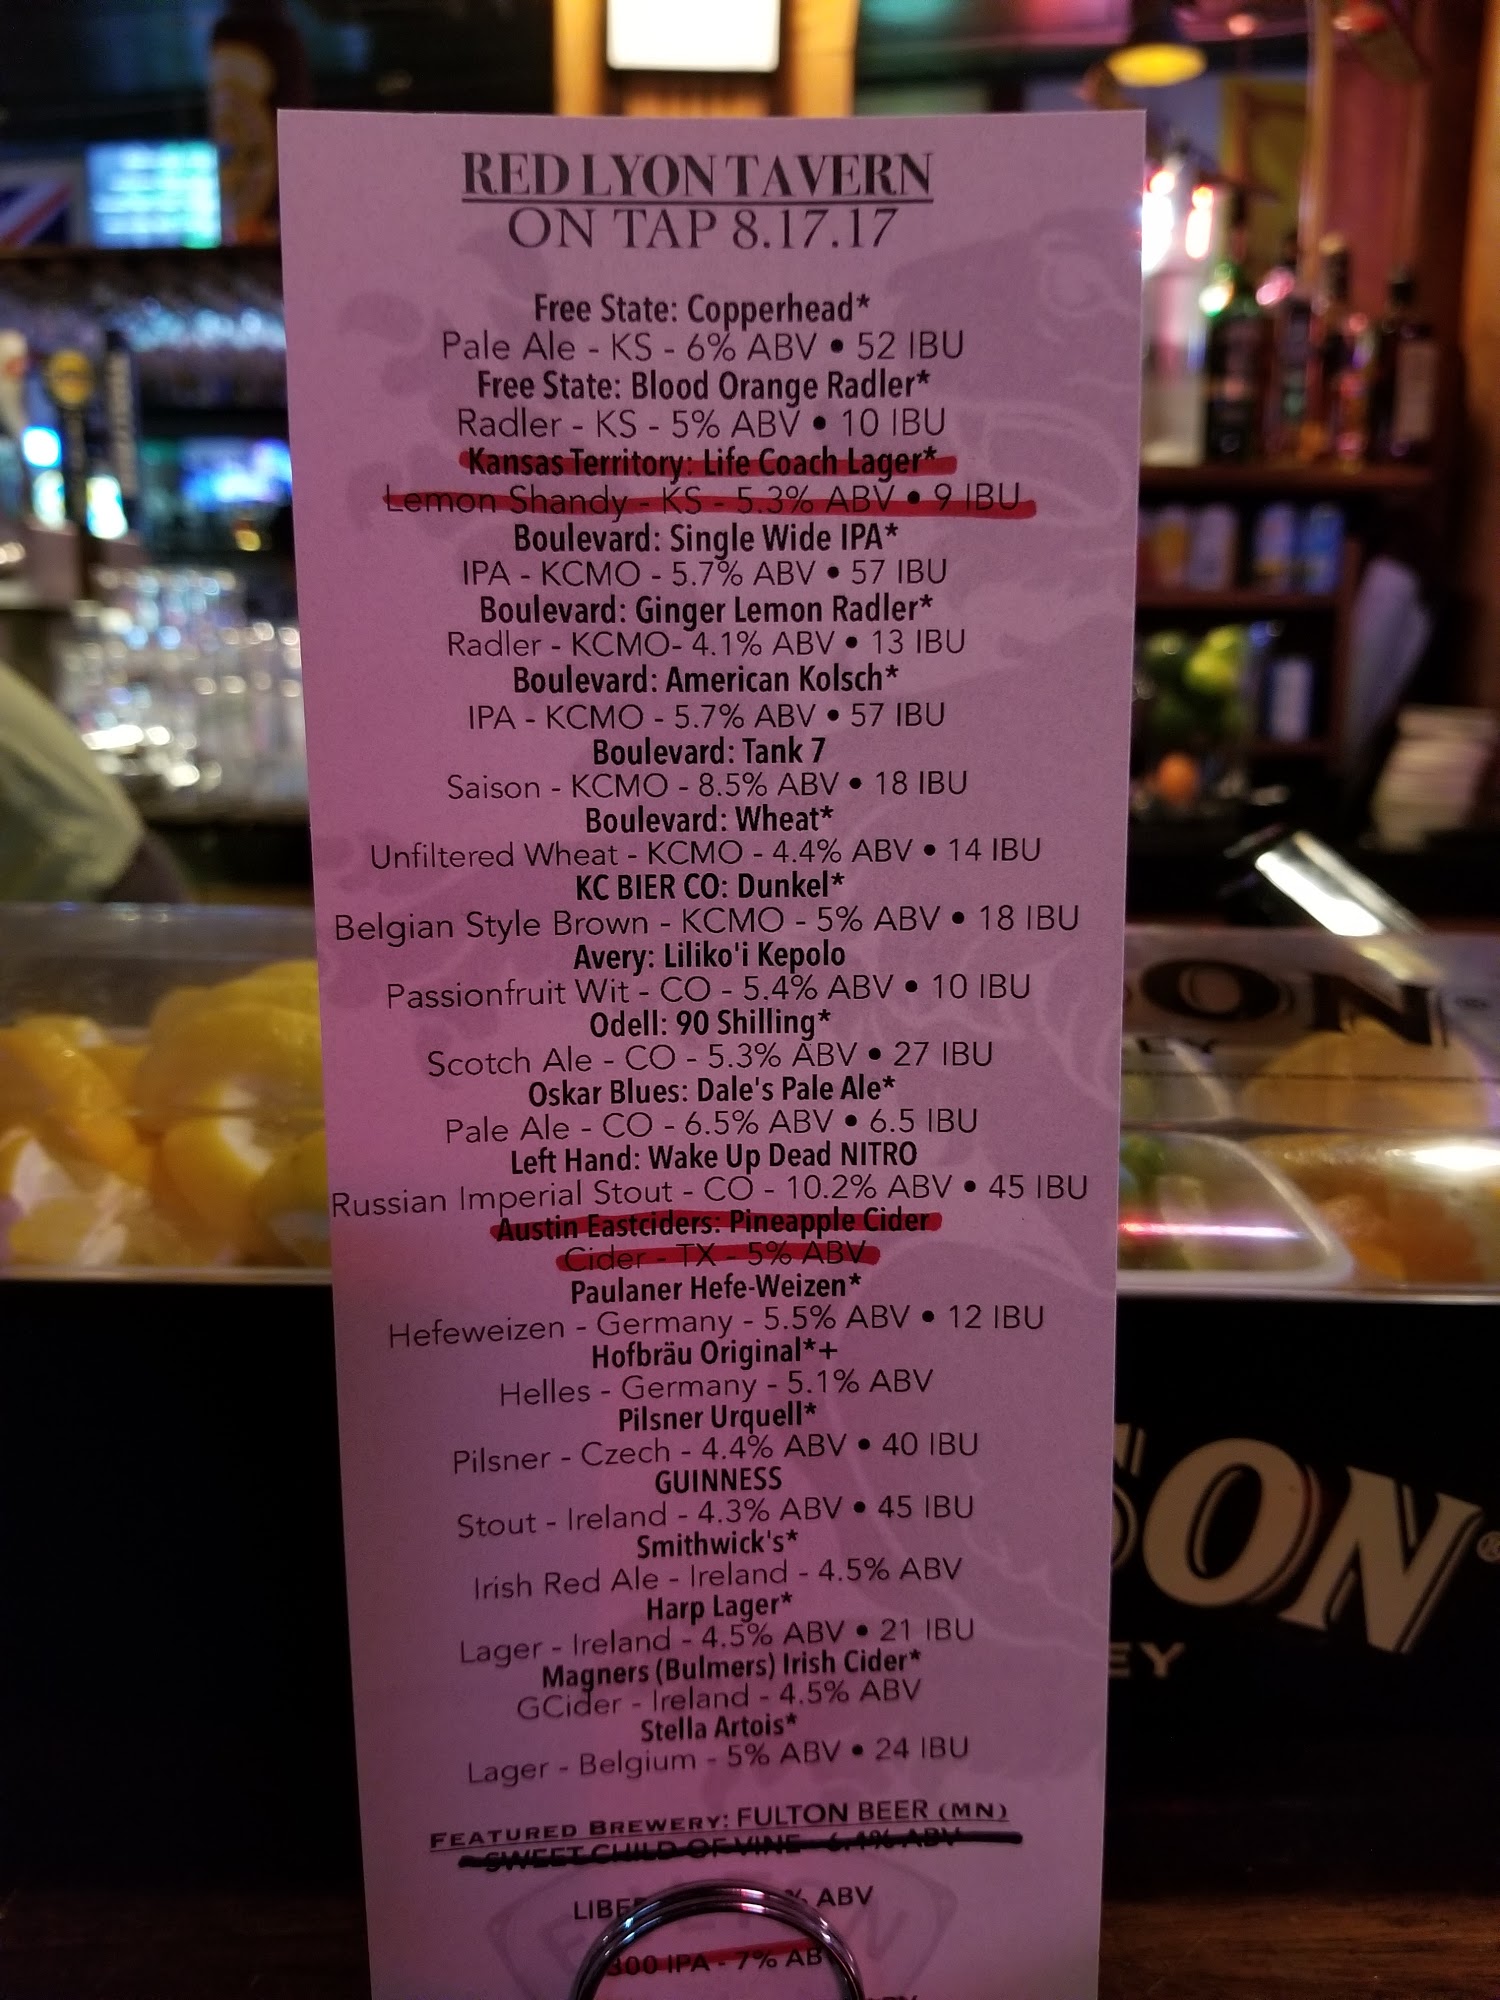 RED LYON TAVERN
ON TAP 8.17.17
Free State: Copperhead*
Pale Ale - KS - 6% ABV • 52 IBU
Free State: Blood Orange Radler*
Radler - KS - 5% ABV • 10 IBU
Kansas Territory: Life Coach Lager*
Lemon Shandy - KS - 5.3% ABV • 9 IBU
Boulevard: Single Wide IPA*
IPA - KCMO - 5.7% ABV • 57 IBU
Boulevard: Ginger Lemon Radler*
Radler - KCMO- 4.1% ABV • 13 IBU
Boulevard: American Kolsch*
IPA - KCMO - 5.7% ABV • 57 IBU
Boulevard: Tank 7
Saison - KCMO - 8.5% ABV • 18 IBU
Boulevard: Wheat*
Unfiltered Wheat - KCMO - 4.4% ABV • 14 IBU
KC BIER CO: Dunkel*
Belgian Style Brown - KCMO - 5% ABV • 18 IBU
Avery: Liliko'i Kepolo
Passionfruit Wit - CO - 5.4% ABV • 10 IBU
Odell: 90 Shilling*
Scotch Ale - CO - 5.3% ABV • 27 IBU
Oskar Blues: Dale's Pale Ale*
Pale Ale - CO - 6.5% ABV • 6.5 IBU
Left Hand: Wake Up Dead NITRO
Russian Imperial Stout - CO - 10.2% ABV • 45 IBU
Austin Eastciders: Pineapple Cider
Cider - TX - 5% ABV
Paulaner Hefe-Weizen*
Hefeweizen - Germany - 5.5% ABV • 12 IBU
Hofbräu Original*+
Helles - Germany - 5.1% ABV
Pilsner Urquell*
Pilsner - Czech - 4.4% ABV • 40 IBU
GUINNESS
Stout - Ireland - 4.3% ABV • 45 IBU
Smithwick's*
Irish Red Ale - Ireland - 4.5% ABV
Harp Lager*
Lager - Ireland - 4.5% ABV • 21 IBU
Magners (Bulmers) Irish Cider*
GCider - Ireland - 4.5% ABV
Stella Artois*
Lager - Belgium - 5% ABV • 24 IBU
FEATURED BREWERY: FULTON BEER (MN)
SWEET CHILD OF VINE - 6.4% ABV
ABV
300 IPA - 7% AB